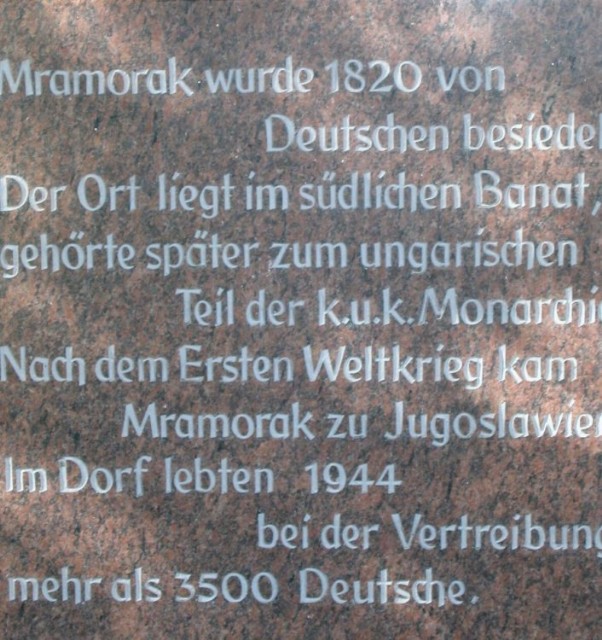 Mramorak wurde 1820 von
Deutschen besiedel
Der Ort liegt im südlichen Banat,
gehörte später zum ungarischen
Teil der k.u.k. Monarchi
Nach dem Ersten Weltkrieg kam
Mramorak zu Jugoslawie
Im Dorf lebten 1944
bei der Vertreibung
mehr als 3500 Deutsche.